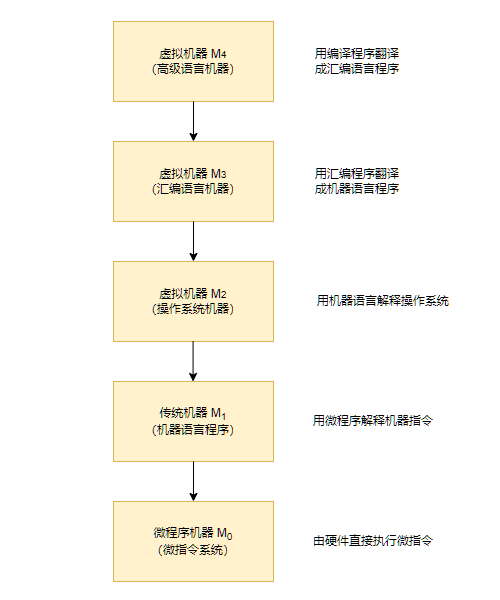 虚拟机器 M4
(高级语言机器)
用编译程序翻译
成汇编语言程序
虚拟机器 M3
(汇编语言机器)
用汇编程序翻译
成机器语言程序
虚拟机器 M2
(操作系统机器)
用机器语言解释操作系统
传统机器 M1
(机器语言程序)
用微程序解释机器指令
微程序机器 M0
(微指令系统)
由硬件直接执行微指令